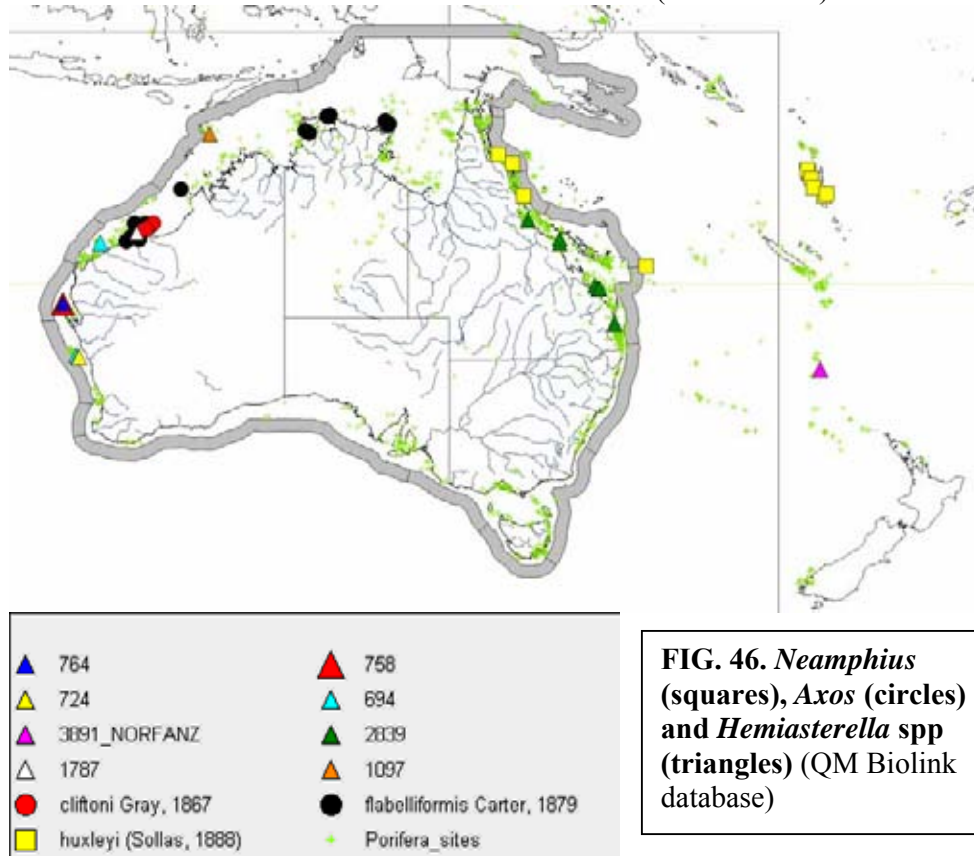 764 758
724 694
3891_NORFANZ 2839
1787 1097
cliftoni Gray, 1867 flabelliformis Carter, 1879
huxleyi (Sollas, 1888) Porifera_sites
FIG. 46. Neamphius
(squares), Axos (circles)
and Hemiasterella spp
(triangles) (QM Biolink
database)